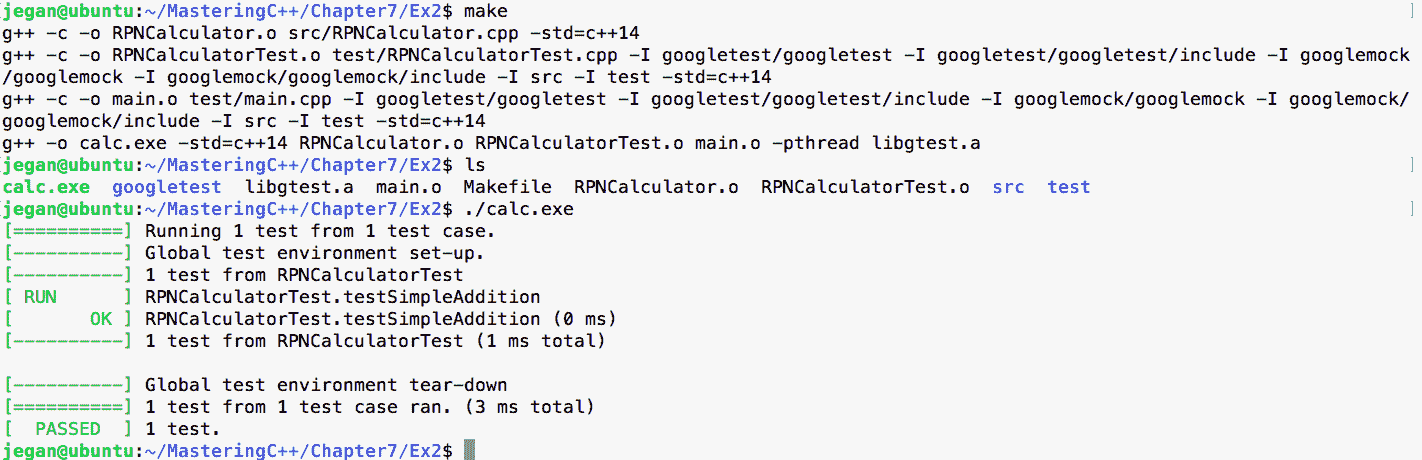 jegan@ubuntu:~/MasteringC++/Chapter7/Ex2$ make
g++ -c -o RPNCalculator.o src/RPNCalculator.cpp -std=c++14
g++ -c -o RPNCalculatorTest.o test/RPNCalculatorTest.cpp -I googletest/googletest -I googletest/googletest/include -I googlemock
/googlemock -I googlemock/googlemock/include -I src -I test -std=c++14
g++ -c -o main.o test/main.cpp -I googletest/googletest -I googletest/googletest/include -I googlemock/googlemock -I googlemock/
googlemock/include -I src -I test -std=c++14
g++ -o calc.exe -std=c++14 RPNCalculator.o RPNCalculatorTest.o main.o -pthread libgtest.a
jegan@ubuntu:~/MasteringC++/Chapter7/Ex2$ ls
calc.exe  googletest  libgtest.a  main.o  Makefile  RPNCalculator.o  RPNCalculatorTest.o  src  test
jegan@ubuntu:~/MasteringC++/Chapter7/Ex2$ ./calc.exe
[==========] Running 1 test from 1 test case.
[----------] Global test environment set-up.
[----------] 1 test from RPNCalculatorTest
[ RUN      ] RPNCalculatorTest.testSimpleAddition
[       OK ] RPNCalculatorTest.testSimpleAddition (0 ms)
[----------] 1 test from RPNCalculatorTest (1 ms total)

[----------] Global test environment tear-down
[==========] 1 test from 1 test case ran. (3 ms total)
[  PASSED  ] 1 test.
jegan@ubuntu:~/MasteringC++/Chapter7/Ex2$